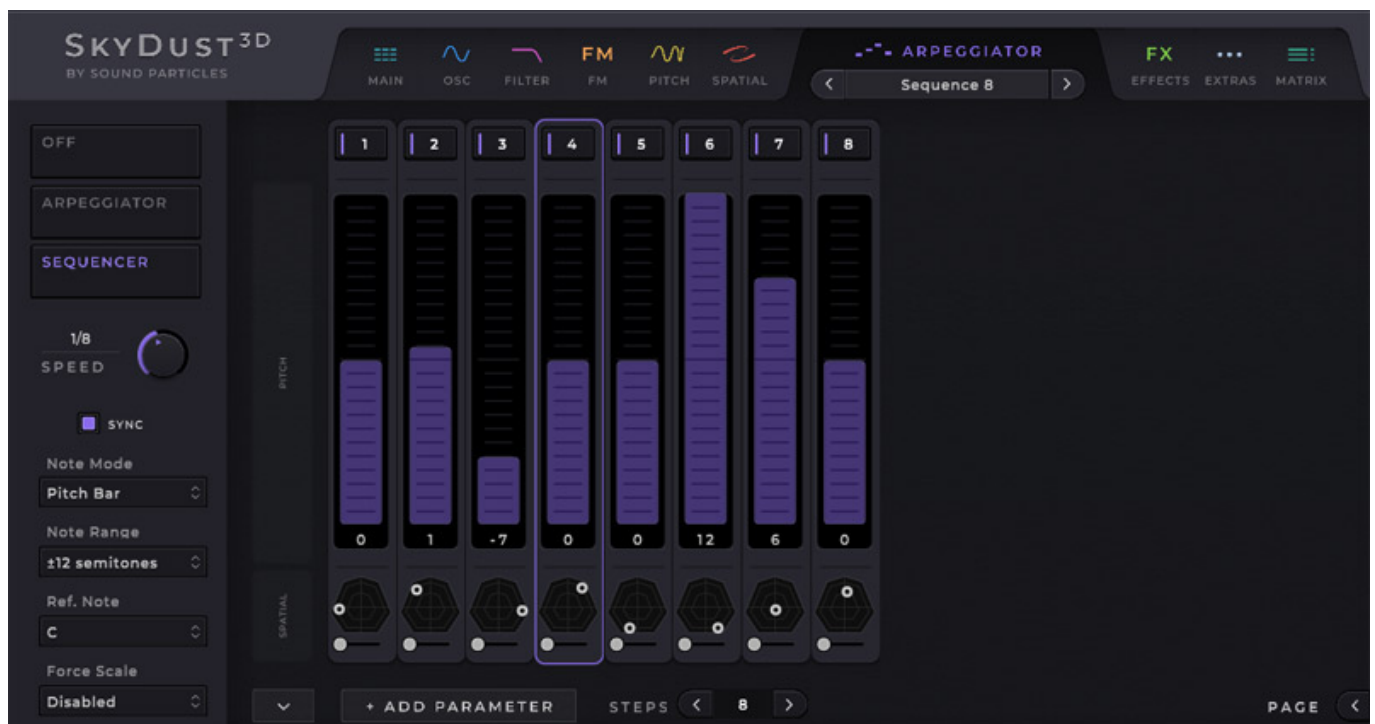 SKYDUST3D
BY SOUND PARTICLES
MAIN
OSC
FILTER
FM
FM
PITCH
SPATIAL
ARPEGGIATOR
Sequence 8
FX
EFFECTS
EXTRAS
MATRIX
OFF
ARPEGGIATOR
SEQUENCER
1/8
SPEED
SYNC
Note Mode
Pitch Bar
Note Range
±12 semitones
Ref. Note
C
Force Scale
Disabled
1 2 3 4 5 6 7 8
PITCH
0 1 -7 0 0 12 6 0
SPATIAL
+ ADD PARAMETER
STEPS
8
PAGE